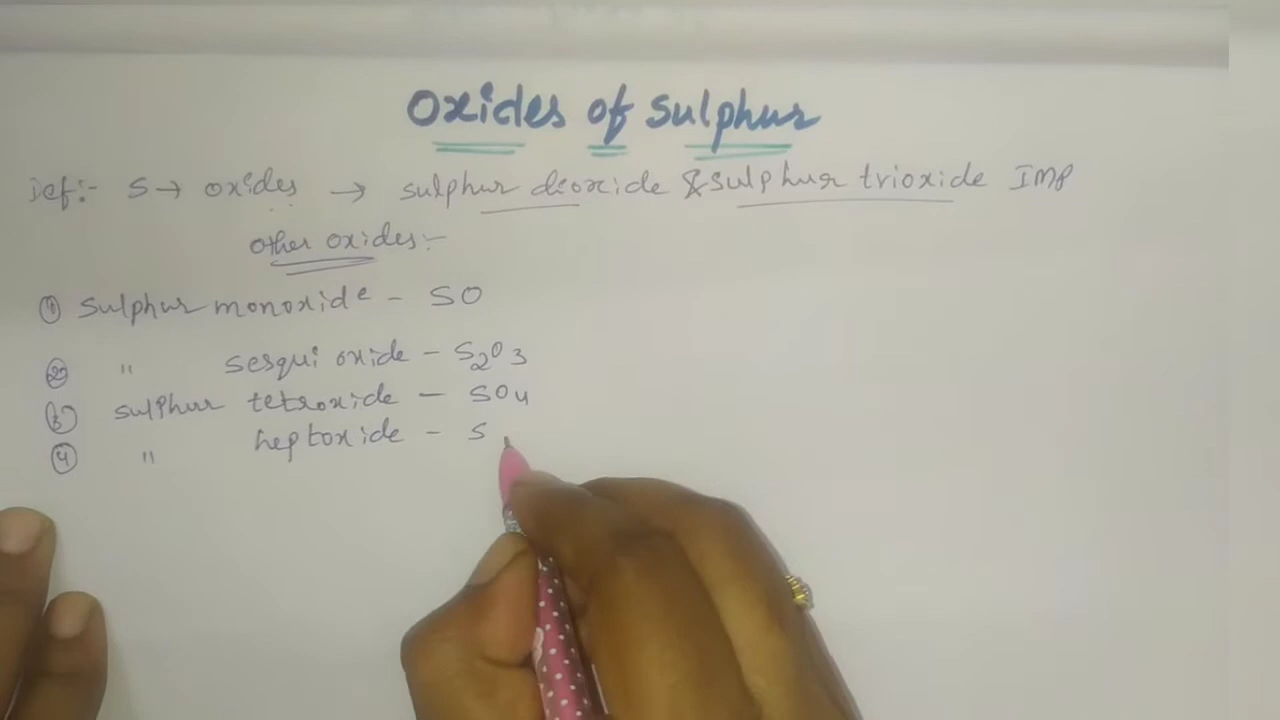 Oxides of Sulphur
Def:- S → oxides → sulphur dioxide & sulphur trioxide IMP
other oxides:-
① Sulphur monoxide - SO
② " sesqui oxide - S₂O₃
③ sulphur tetroxide - SO₄
④ " heptoxide - S